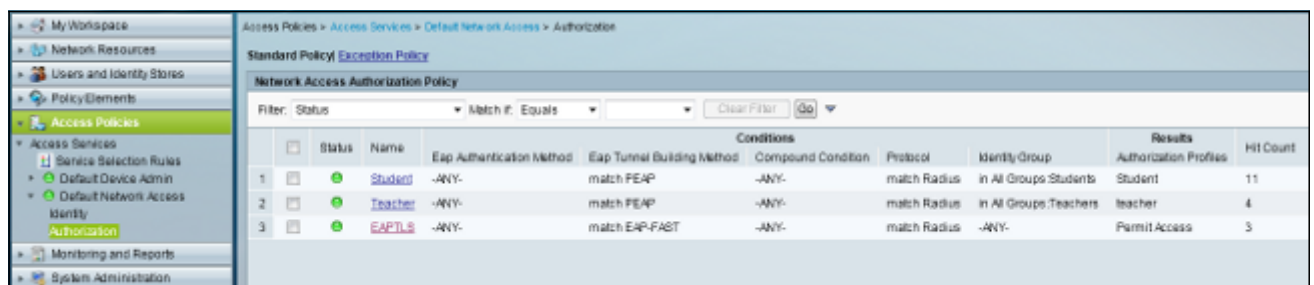 My Workspace
Network Resources
Users and Identity Stores
Policy Elements
Access Policies
Access Services
Service Selection Rules
Default Device Admin
Default Network Access
Identity
Authorization
Monitoring and Reports
System Administration
Access Policies > Access Services > Default Network Access > Authorization
Standard Policy| Exception Policy
Network Access Authorization Policy
Filter: Status Match if: Equals Clear Filter Go
Conditions Results
Status Name Eap Authentication Method Eap Tunnel Building Method Compound Condition Protocol Identity Group Authorization Profiles Hit Count
1 Student -ANY- match PEAP -ANY- match Radius in All Groups:Students Student 11
2 Teacher -ANY- match PEAP -ANY- match Radius in All Groups:Teachers teacher 4
3 EAPTLS -ANY- match EAP-FAST -ANY- match Radius -ANY- Permit Access 3